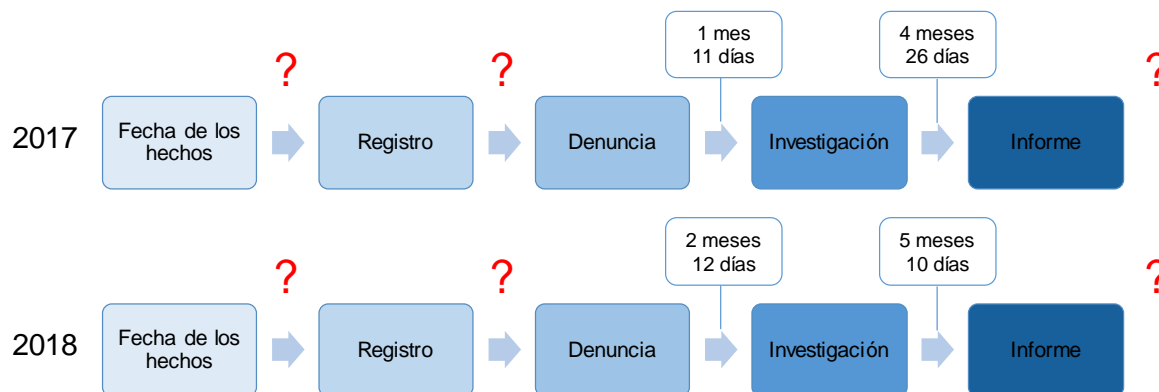 1 mes
11 días
4 meses
26 días
? ? ?
2017
Fecha de los
hechos
Registro
Denuncia
Investigación
Informe
2 meses
12 días
5 meses
10 días
? ? ?
2018
Fecha de los
hechos
Registro
Denuncia
Investigación
Informe